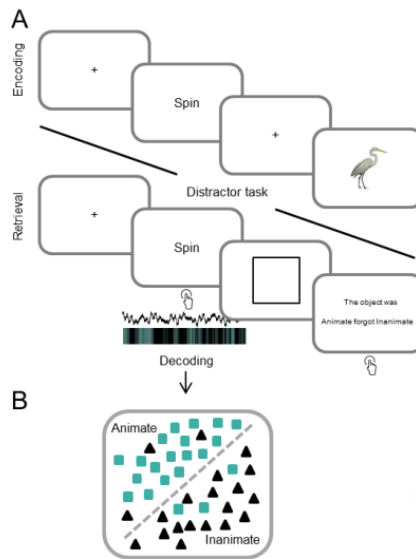 A
Encoding
+
Spin
+
Distractor task
Retrieval
+
Spin
The object was
Animate forgot Inanimate
Decoding
B
Animate
Inanimate